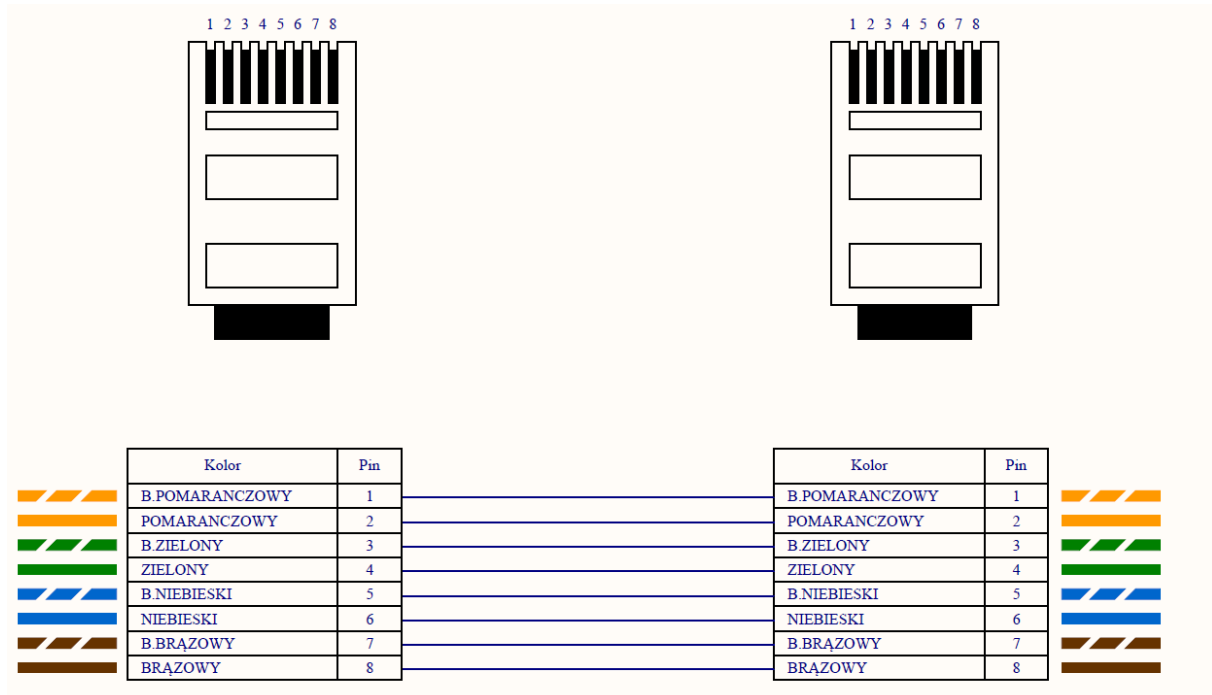 1 2 3 4 5 6 7 8
1 2 3 4 5 6 7 8
Kolor Pin
B.POMARANCZOWY 1
POMARANCZOWY 2
B.ZIELONY 3
ZIELONY 4
B.NIEBIESKI 5
NIEBIESKI 6
B.BRĄZOWY 7
BRĄZOWY 8
Kolor Pin
B.POMARANCZOWY 1
POMARANCZOWY 2
B.ZIELONY 3
ZIELONY 4
B.NIEBIESKI 5
NIEBIESKI 6
B.BRĄZOWY 7
BRĄZOWY 8